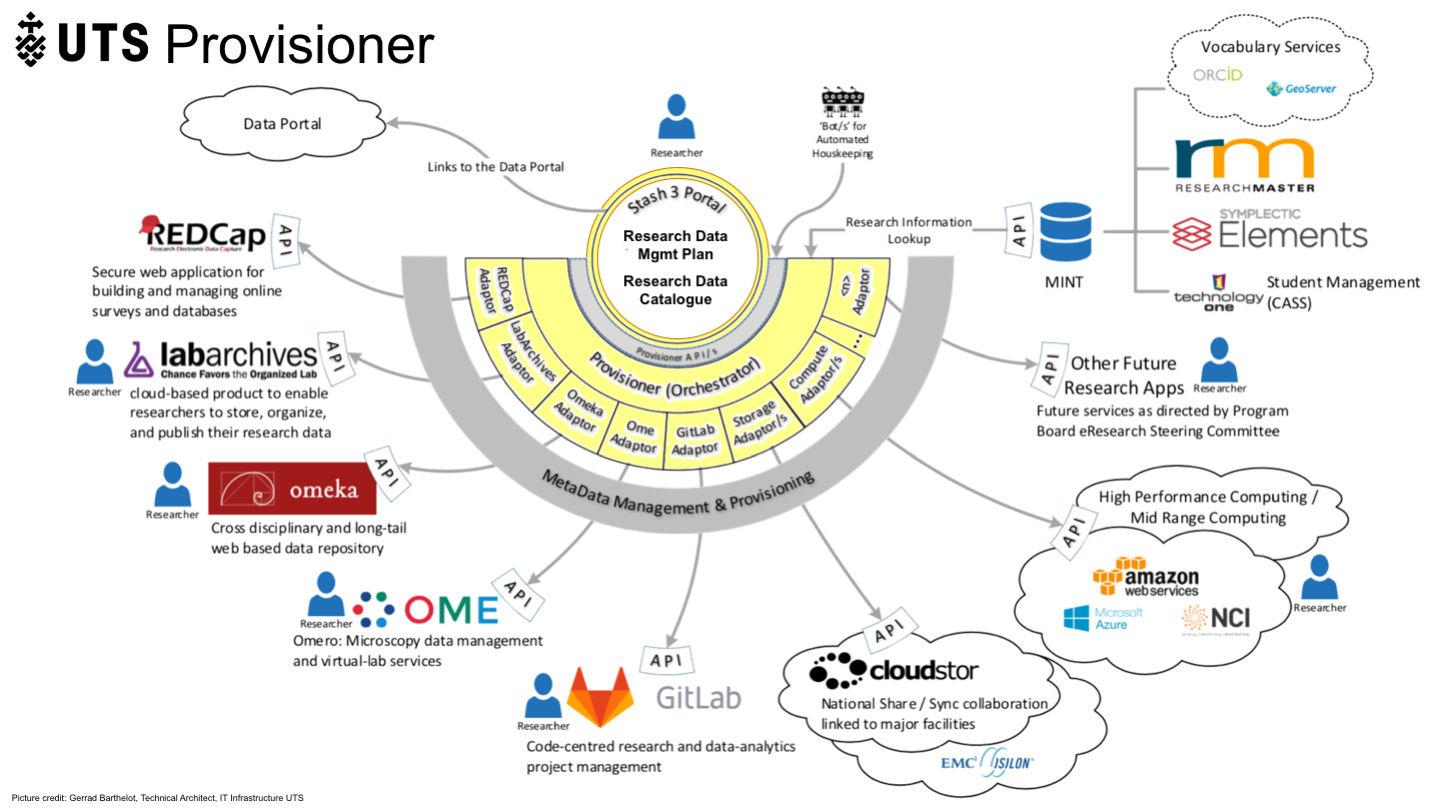 UTS Provisioner
Data Portal
Links to the Data Portal
Researcher
'Bot/s' for
Automated
Houskeeping
Vocabulary Services
ORCiD
GeoServer
rm
RESEARCHMASTER
SYMPLECTIC
Elements
technology
one
Student Management
(CASS)
API
MINT
Research Information
Lookup
Stash 3 Portal
Research Data
Mgmt Plan
Research Data
Catalogue
Provisioner A P I / s
Provisioner (Orchestrator)
REDCap
Adaptor
LabArchives
Adaptor
Omeka
Adaptor
Ome
Adaptor
GitLab
Adaptor
Storage
Adaptor/s
Compute
Adaptor/s
...
<n>
Adaptor
MetaData Management & Provisioning
REDCap
Research Electronic Data Capture
API
Secure web application for
building and managing online
surveys and databases
Researcher
labarchives
Chance Favors the Organized Lab
API
cloud-based product to enable
researchers to store, organize,
and publish their research data
Researcher
omeka
API
Cross disciplinary and long-tail
web based data repository
Researcher
OME
API
Omero: Microscopy data management
and virtual-lab services
Researcher
GitLab
API
Code-centred research and data-analytics
project management
API
cloudstor
National Share / Sync collaboration
linked to major facilities
EMC² ISILON
API
High Performance Computing /
Mid Range Computing
amazon
webservices
Microsoft
Azure
NCI
Researcher
API
Other Future
Research Apps
Researcher
Future services as directed by Program
Board eResearch Steering Committee
Picture credit: Gerrad Barthelot, Technical Architect, IT Infrastructure UTS